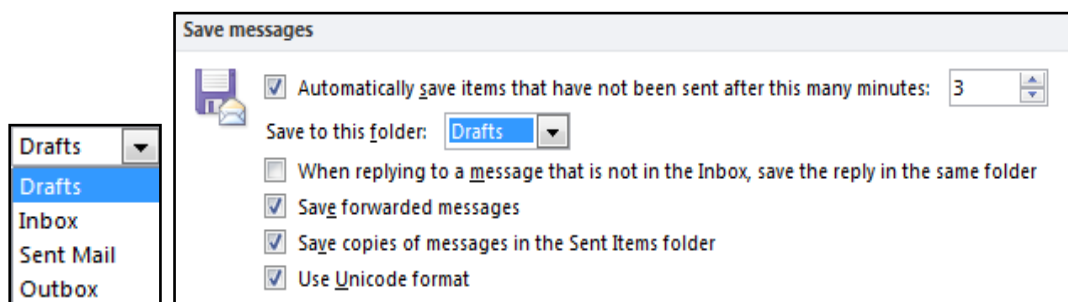 Drafts
Drafts
Inbox
Sent Mail
Outbox
Save messages
Automatically save items that have not been sent after this many minutes: 3
Save to this folder: Drafts
When replying to a message that is not in the Inbox, save the reply in the same folder
Save forwarded messages
Save copies of messages in the Sent Items folder
Use Unicode format